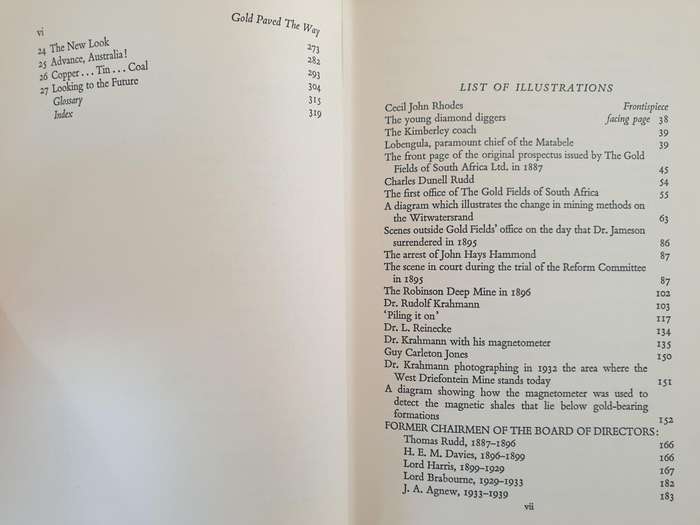 vi
Gold Paved The Way
24 The New Look 273
25 Advance, Australia! 282
26 Copper . . . Tin . . . Coal 293
27 Looking to the Future 304
Glossary 315
Index 319
LIST OF ILLUSTRATIONS
Cecil John Rhodes Frontispiece
The young diamond diggers facing page 38
The Kimberley coach 39
Lobengula, paramount chief of the Matabele 39
The front page of the original prospectus issued by The Gold
Fields of South Africa Ltd. in 1887 45
Charles Dunell Rudd 54
The first office of The Gold Fields of South Africa 55
A diagram which illustrates the change in mining methods on
the Witwatersrand 63
Scenes outside Gold Fields' office on the day that Dr. Jameson
surrendered in 1895 86
The arrest of John Hays Hammond 87
The scene in court during the trial of the Reform Committee
in 1895 87
The Robinson Deep Mine in 1896 102
Dr. Rudolf Krahmann 103
'Piling it on' 117
Dr. L. Reinecke 134
Dr. Krahmann with his magnetometer 135
Guy Carleton Jones 150
Dr. Krahmann photographing in 1932 the area where the
West Driefontein Mine stands today 151
A diagram showing how the magnetometer was used to
detect the magnetic shales that lie below gold-bearing
formations 152
FORMER CHAIRMEN OF THE BOARD OF DIRECTORS:
Thomas Rudd, 1887–1896 166
H. E. M. Davies, 1896–1899 166
Lord Harris, 1899–1929 167
Lord Brabourne, 1929–1933 182
J. A. Agnew, 1933–1939 183
vii